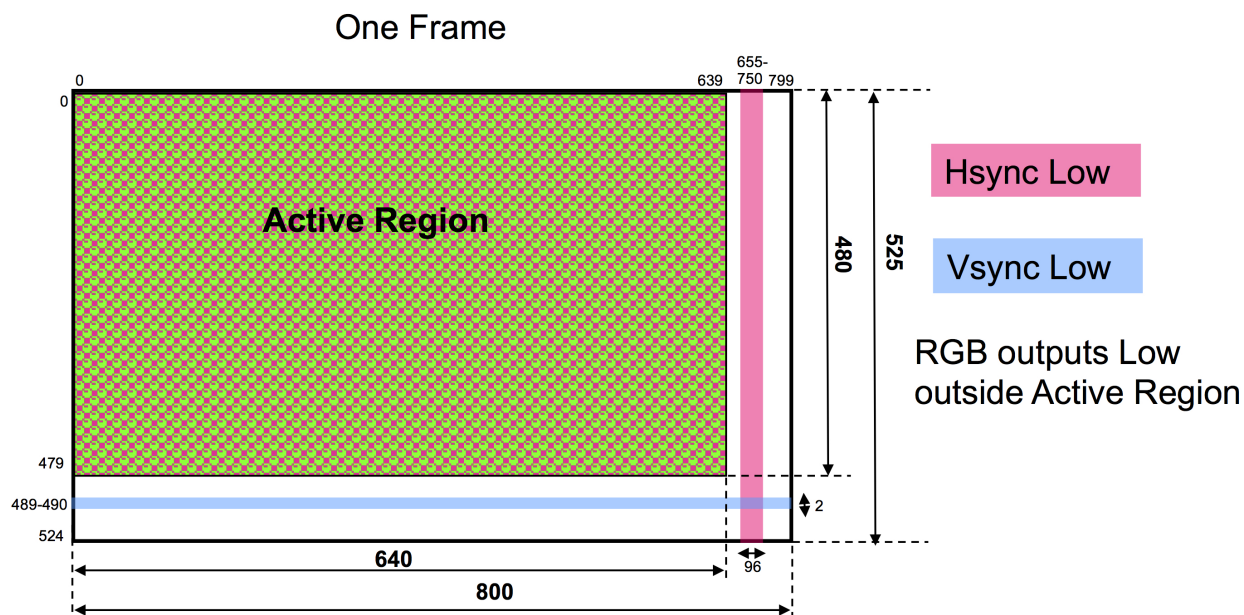 One Frame
655-
0
639
750
799
0
Active Region
Hsync Low
480
525
Vsync Low
RGB outputs Low
outside Active Region
479
489-490
2
524
640
96
800